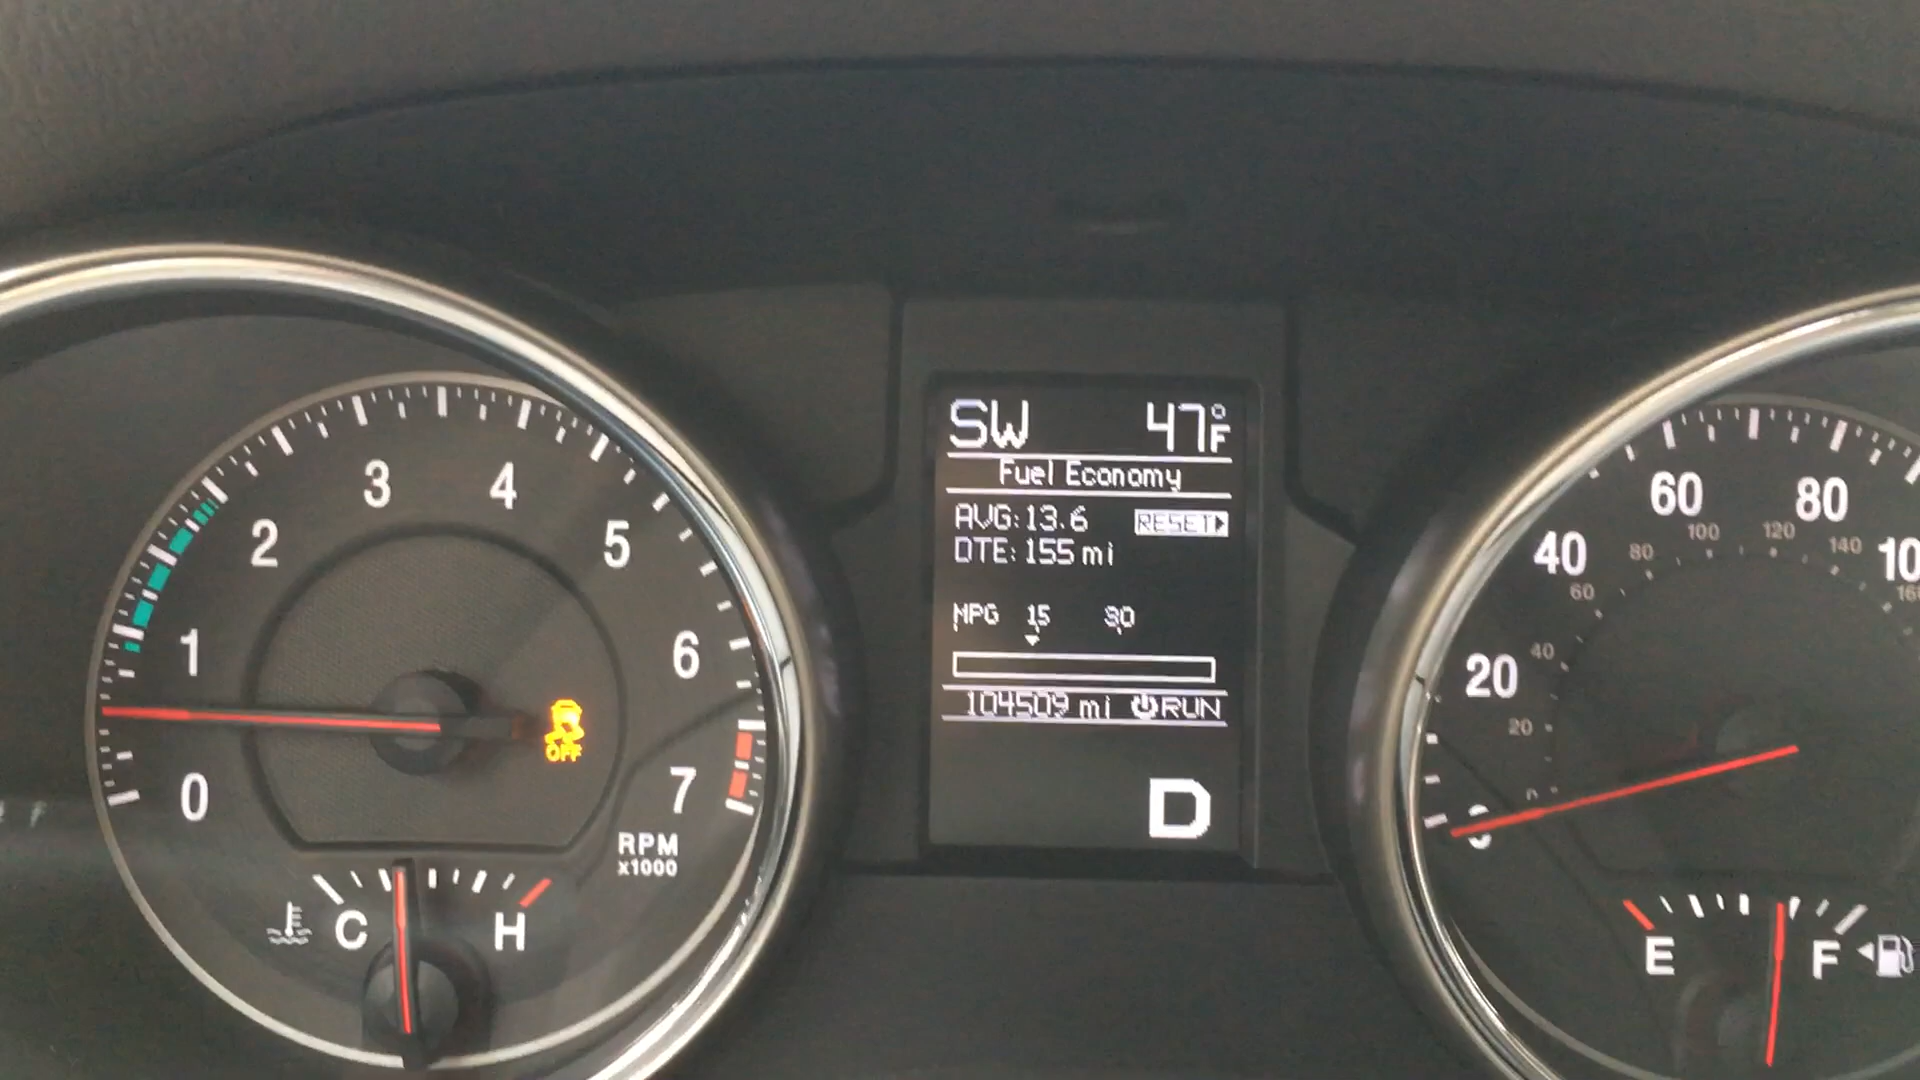 SW 47°F
Fuel Economy
AVG: 13.6 RESET
DTE: 155 mi
MPG 15 30
104509 mi RUN
D
0 1 2 3 4 5 6 7
RPM
x1000
C H
OFF
0 20 40 60 80
0 20 40 60 80 100 120 140
E F